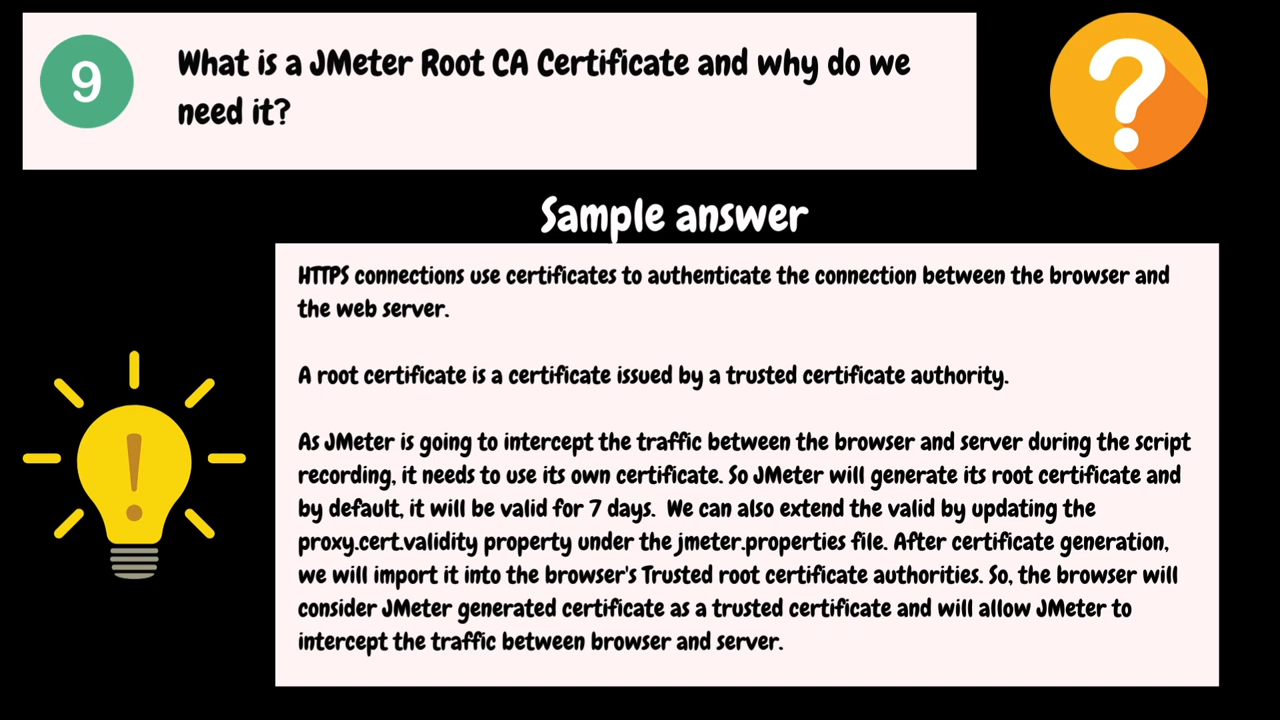 9
What is a JMeter Root CA Certificate and why do we
need it?
?
Sample answer
HTTPS connections use certificates to authenticate the connection between the browser and
the web server.
A root certificate is a certificate issued by a trusted certificate authority.
As JMeter is going to intercept the traffic between the browser and server during the script
recording, it needs to use its own certificate. So JMeter will generate its root certificate and
by default, it will be valid for 7 days. We can also extend the valid by updating the
proxy.cert.validity property under the jmeter.properties file. After certificate generation,
we will import it into the browser's Trusted root certificate authorities. So, the browser will
consider JMeter generated certificate as a trusted certificate and will allow JMeter to
intercept the traffic between browser and server.
!